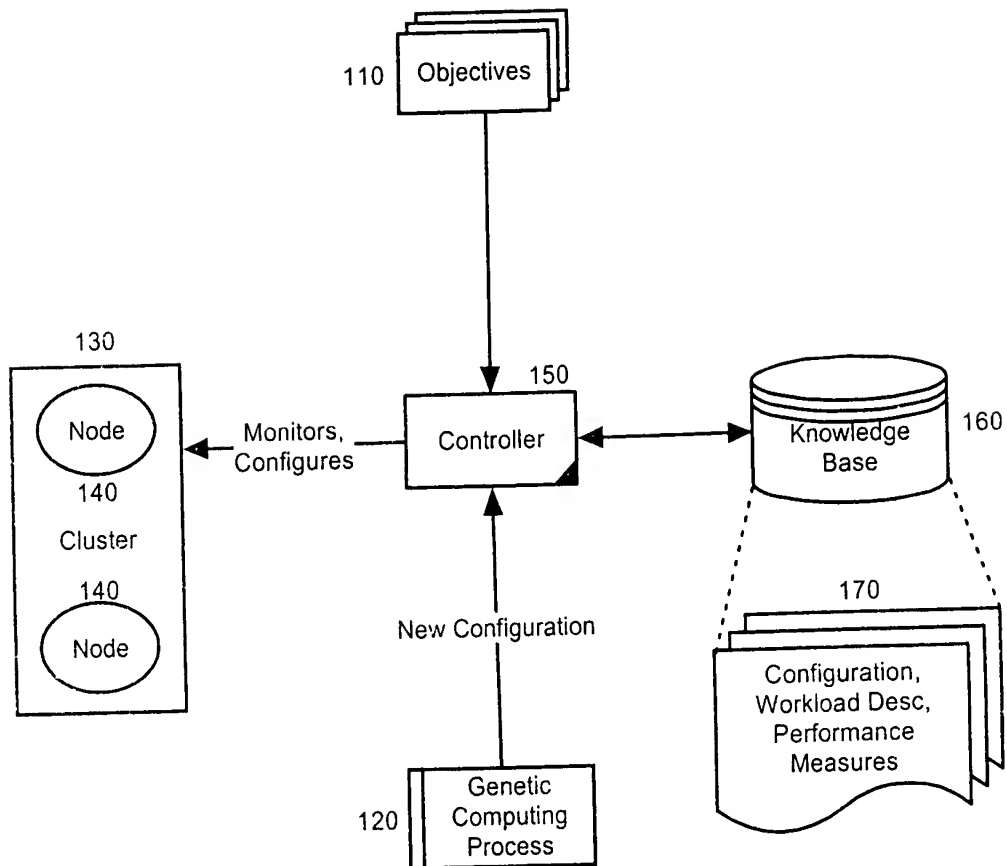 110
Objectives
130
150
Node
Monitors,
Configures
Controller
Knowledge
Base
160
140
Cluster
140
Node
New Configuration
170
Configuration,
Workload Desc,
Performance
Measures
120
Genetic
Computing
Process